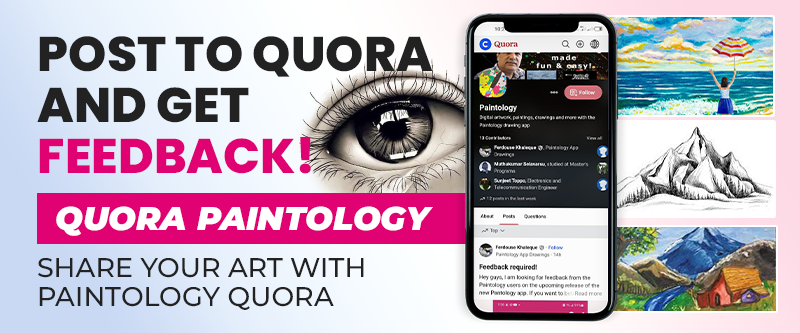 POST TO QUORA
AND GET
FEEDBACK!
QUORA PAINTOLOGY
SHARE YOUR ART WITH
PAINTOLOGY QUORA
C Quora
made
fun & easy!
Follow
Paintology
Digital artwork, paintings, drawings and more with the
Paintology drawing app
13 Contributors
View all
Ferdouse Khaleque, Paintology App
Drawings
Muthukumar Selavarsu, studied at Master's
Programs
Sunjeet Toppo, Electronics and
Telecommunication Engineer
12 posts in the last week
About Posts Questions
Top
Ferdouse Khaleque · Follow
Paintology App Drawings · 14h
Feedback required!
Hey guys, I am looking for feedback from the
Paintology users on the upcoming release of the
new Paintology app. If you want to Read more